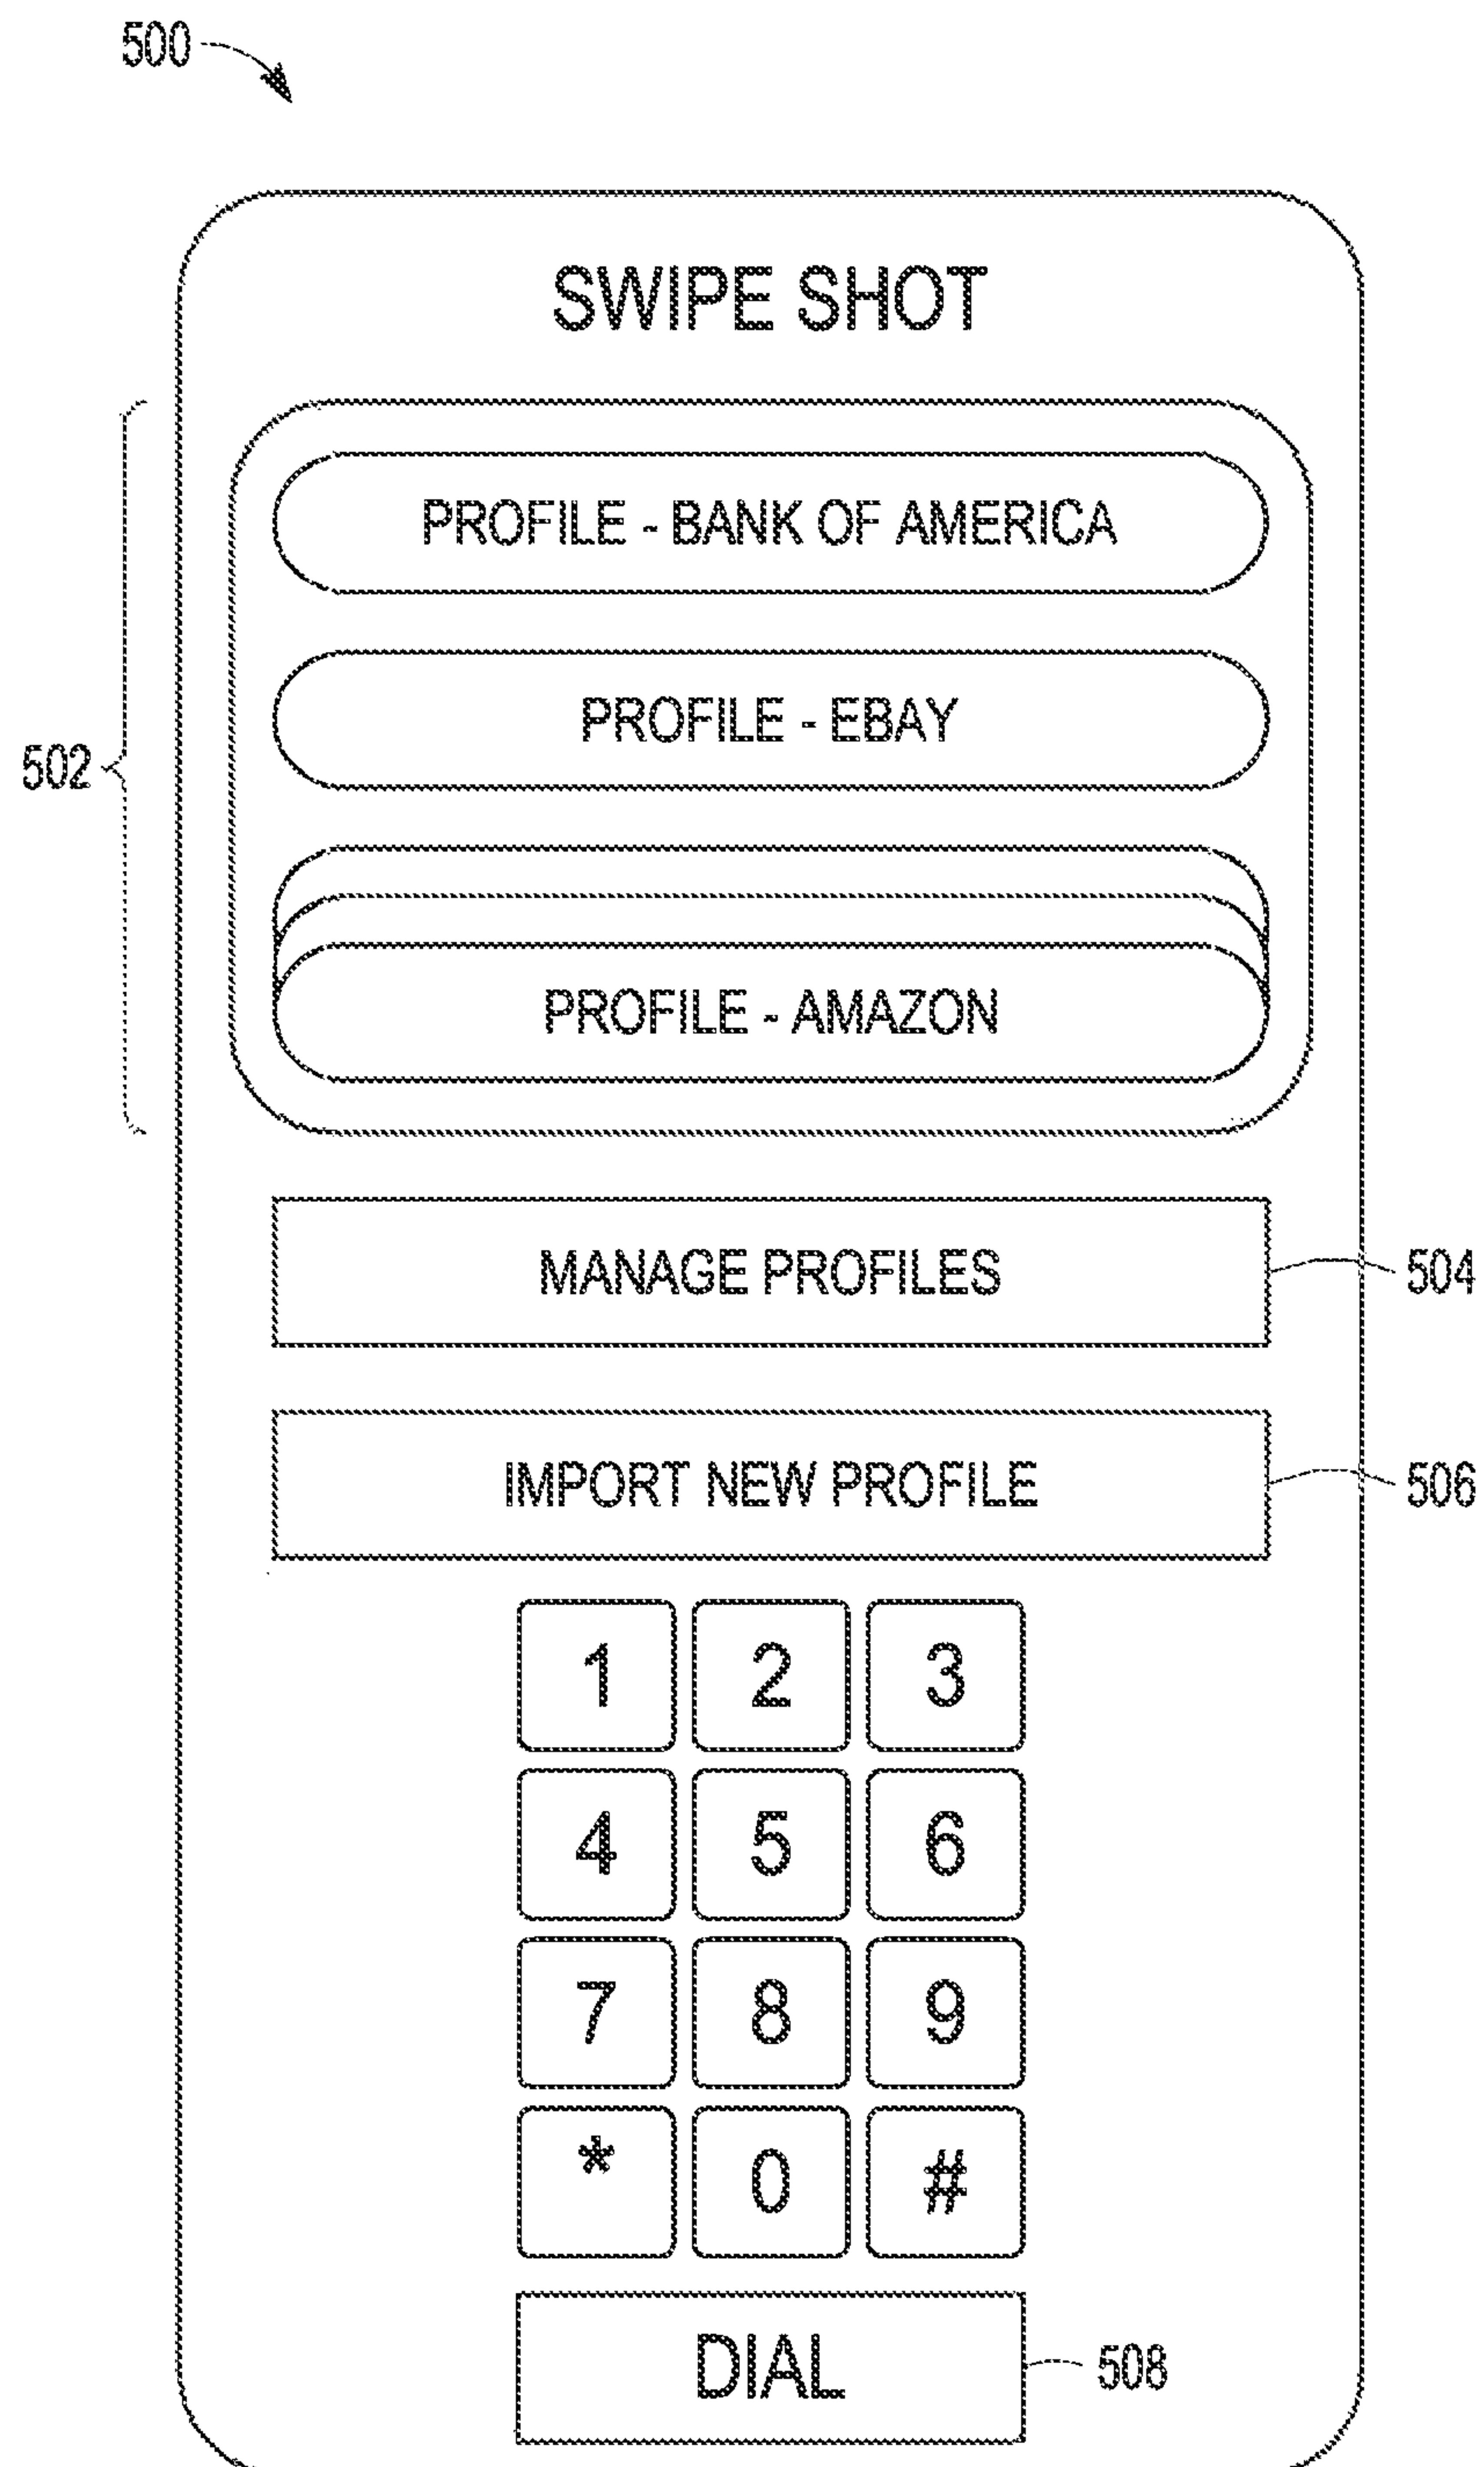 500
SWIPE SHOT
PROFILE - BANK OF AMERICA
PROFILE - EBAY
502
PROFILE - AMAZON
MANAGE PROFILES
504
IMPORT NEW PROFILE
506
1 2 3
4 5 6
7 8 9
* 0 #
DIAL
508